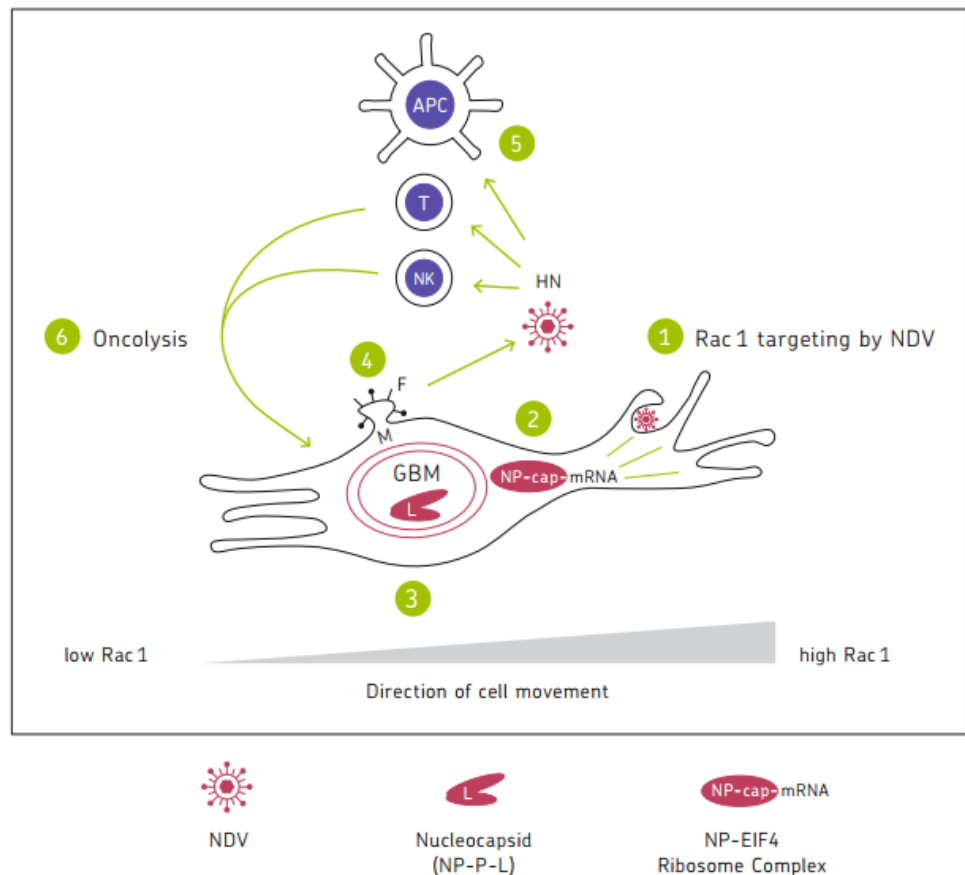 APC
5
T
NK
HN
6 Oncolysis
1 Rac 1 targeting by NDV
4
F
M
2
GBM
NP-cap-mRNA
L
3
low Rac 1
high Rac 1
Direction of cell movement
NDV
L
Nucleocapsid
(NP-P-L)
NP-cap-mRNA
NP-EIF4
Ribosome Complex